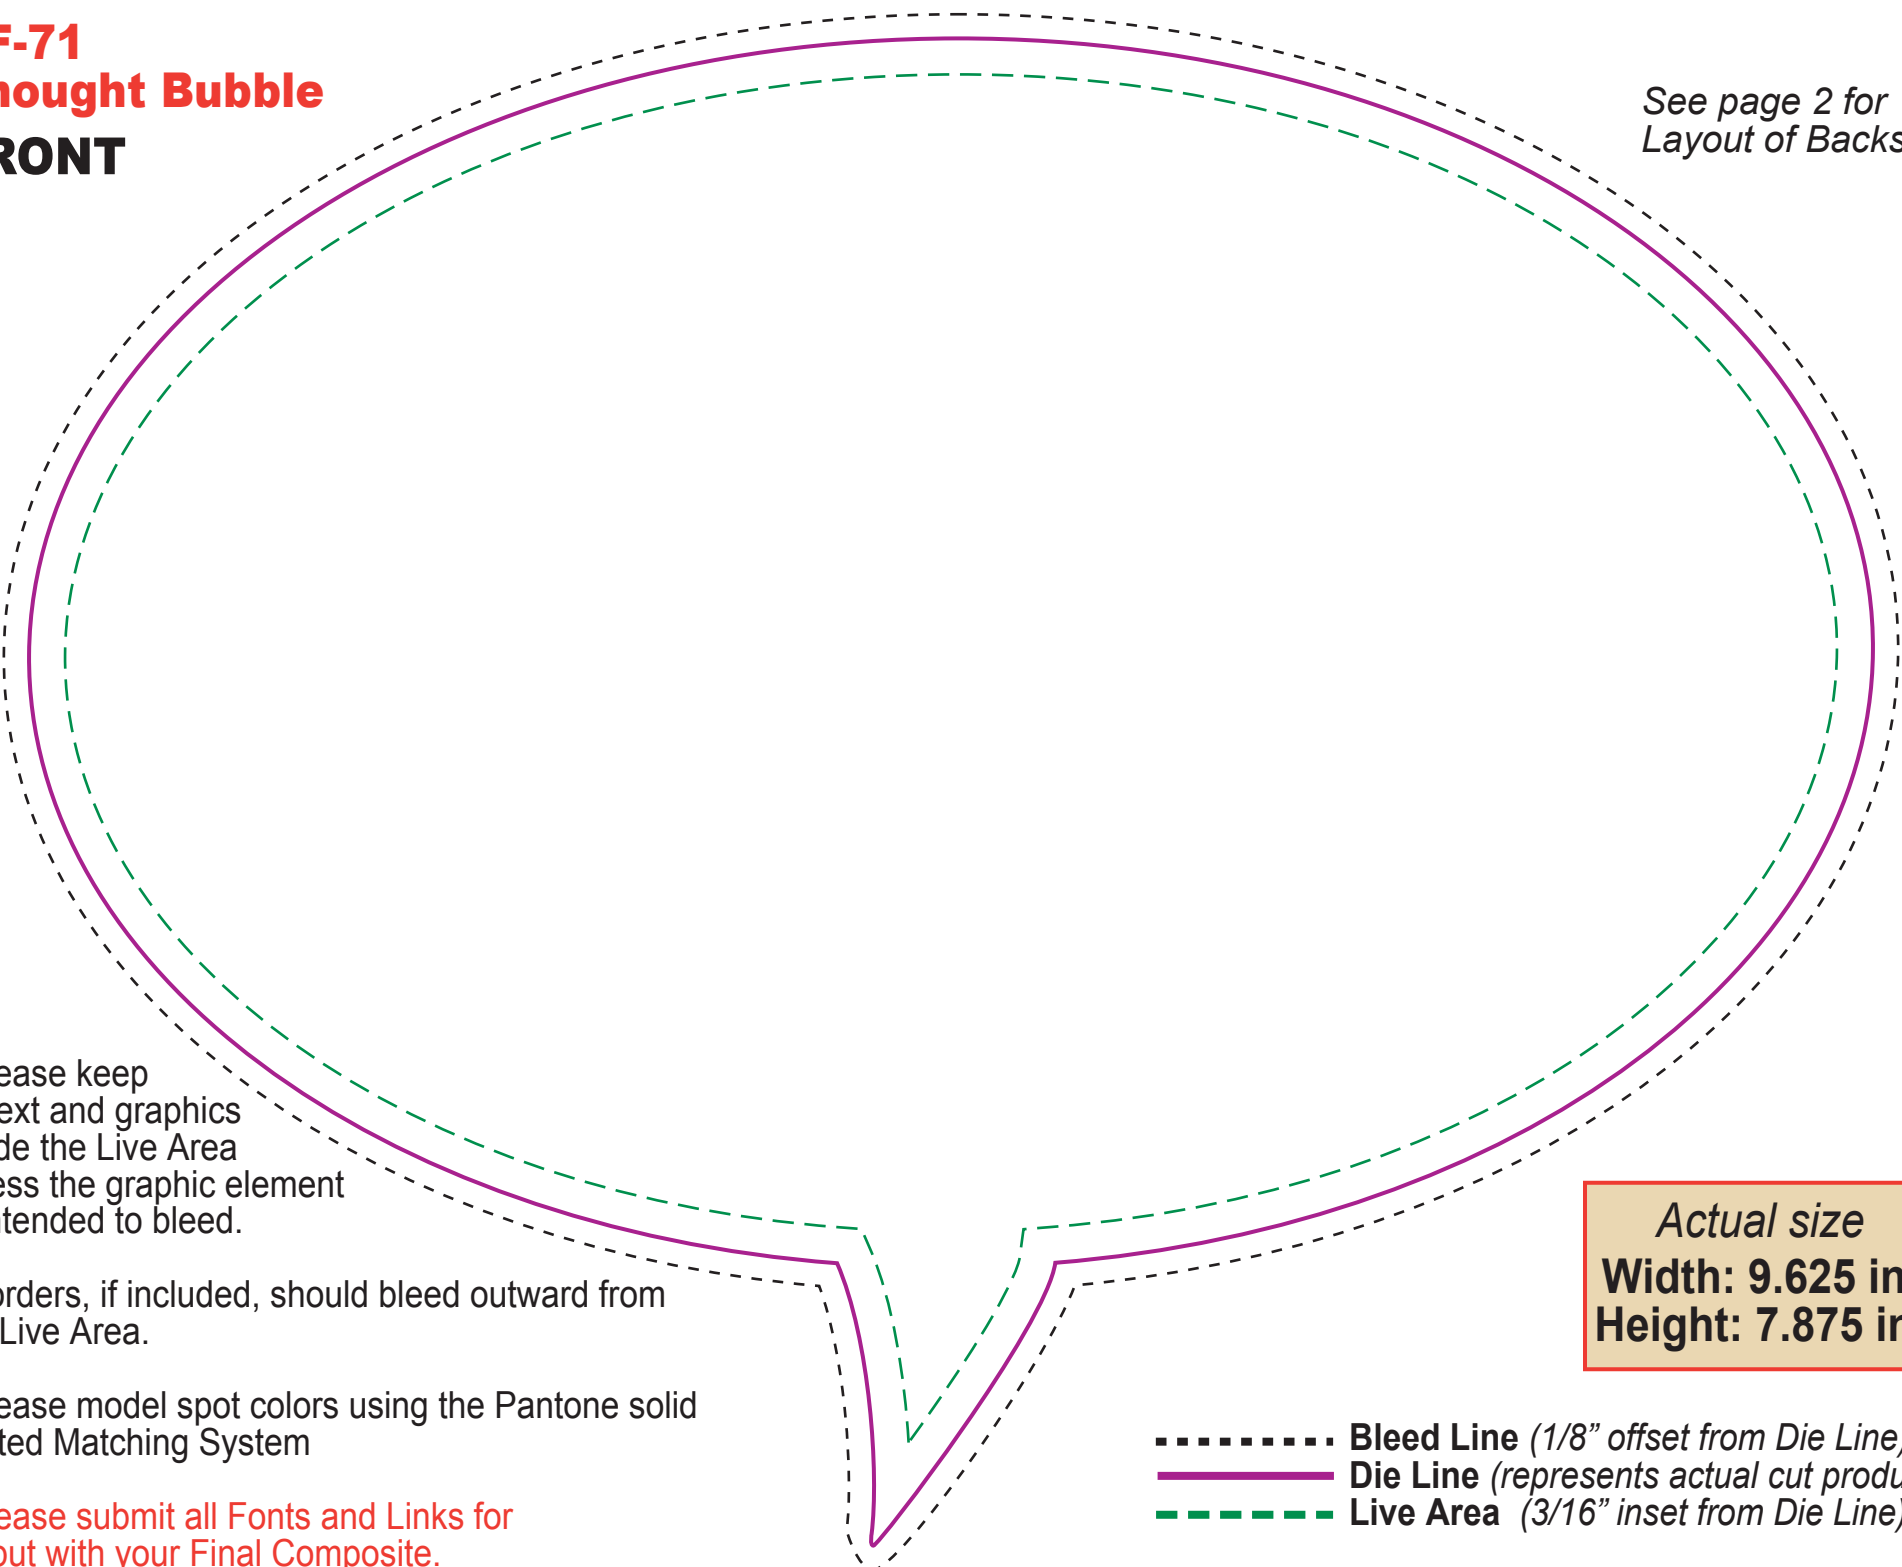 F-71
hought Bubble
RONT
See page 2 for
Layout of Backs
ease keep
ext and graphics
de the Live Area
ess the graphic element
ntended to bleed.
orders, if included, should bleed outward from
Live Area.
ease model spot colors using the Pantone solid
ted Matching System
ease submit all Fonts and Links for
out with your Final Composite.
Actual size
Width: 9.625 in
Height: 7.875 in
Bleed Line (1/8” offset from Die Line)
Die Line (represents actual cut produ
Live Area (3/16” inset from Die Line)